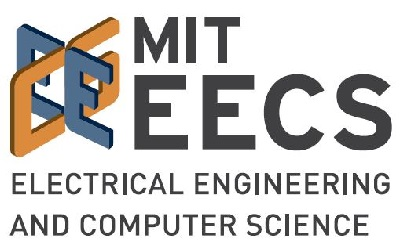 MIT
EECS
ELECTRICAL ENGINEERING
AND COMPUTER SCIENCE